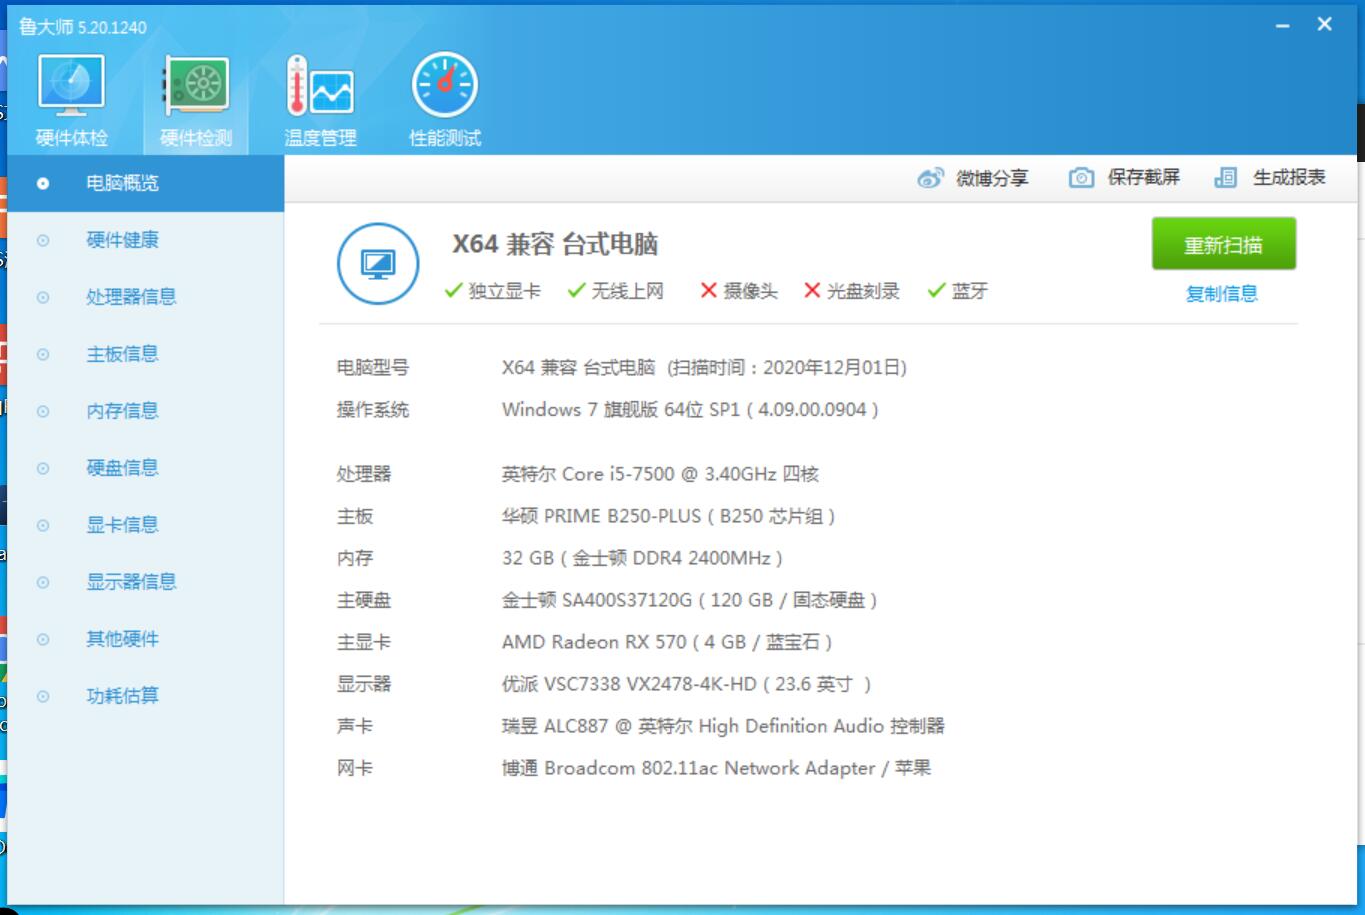 鲁大师 5.20.1240
硬件体检 硬件检测 温度管理 性能测试
微博分享 保存截屏 生成报表
电脑概览
硬件健康
处理器信息
主板信息
内存信息
硬盘信息
显卡信息
显示器信息
其他硬件
功耗估算
X64 兼容 台式电脑
重新扫描
独立显卡 无线上网 摄像头 光盘刻录 蓝牙
复制信息
电脑型号 X64 兼容 台式电脑 (扫描时间：2020年12月01日)
操作系统 Windows 7 旗舰版 64位 SP1 ( 4.09.00.0904 )
处理器 英特尔 Core i5-7500 @ 3.40GHz 四核
主板 华硕 PRIME B250-PLUS ( B250 芯片组 )
内存 32 GB ( 金士顿 DDR4 2400MHz )
主硬盘 金士顿 SA400S37120G ( 120 GB / 固态硬盘 )
主显卡 AMD Radeon RX 570 ( 4 GB / 蓝宝石 )
显示器 优派 VSC7338 VX2478-4K-HD ( 23.6 英寸 )
声卡 瑞昱 ALC887 @ 英特尔 High Definition Audio 控制器
网卡 博通 Broadcom 802.11ac Network Adapter / 苹果